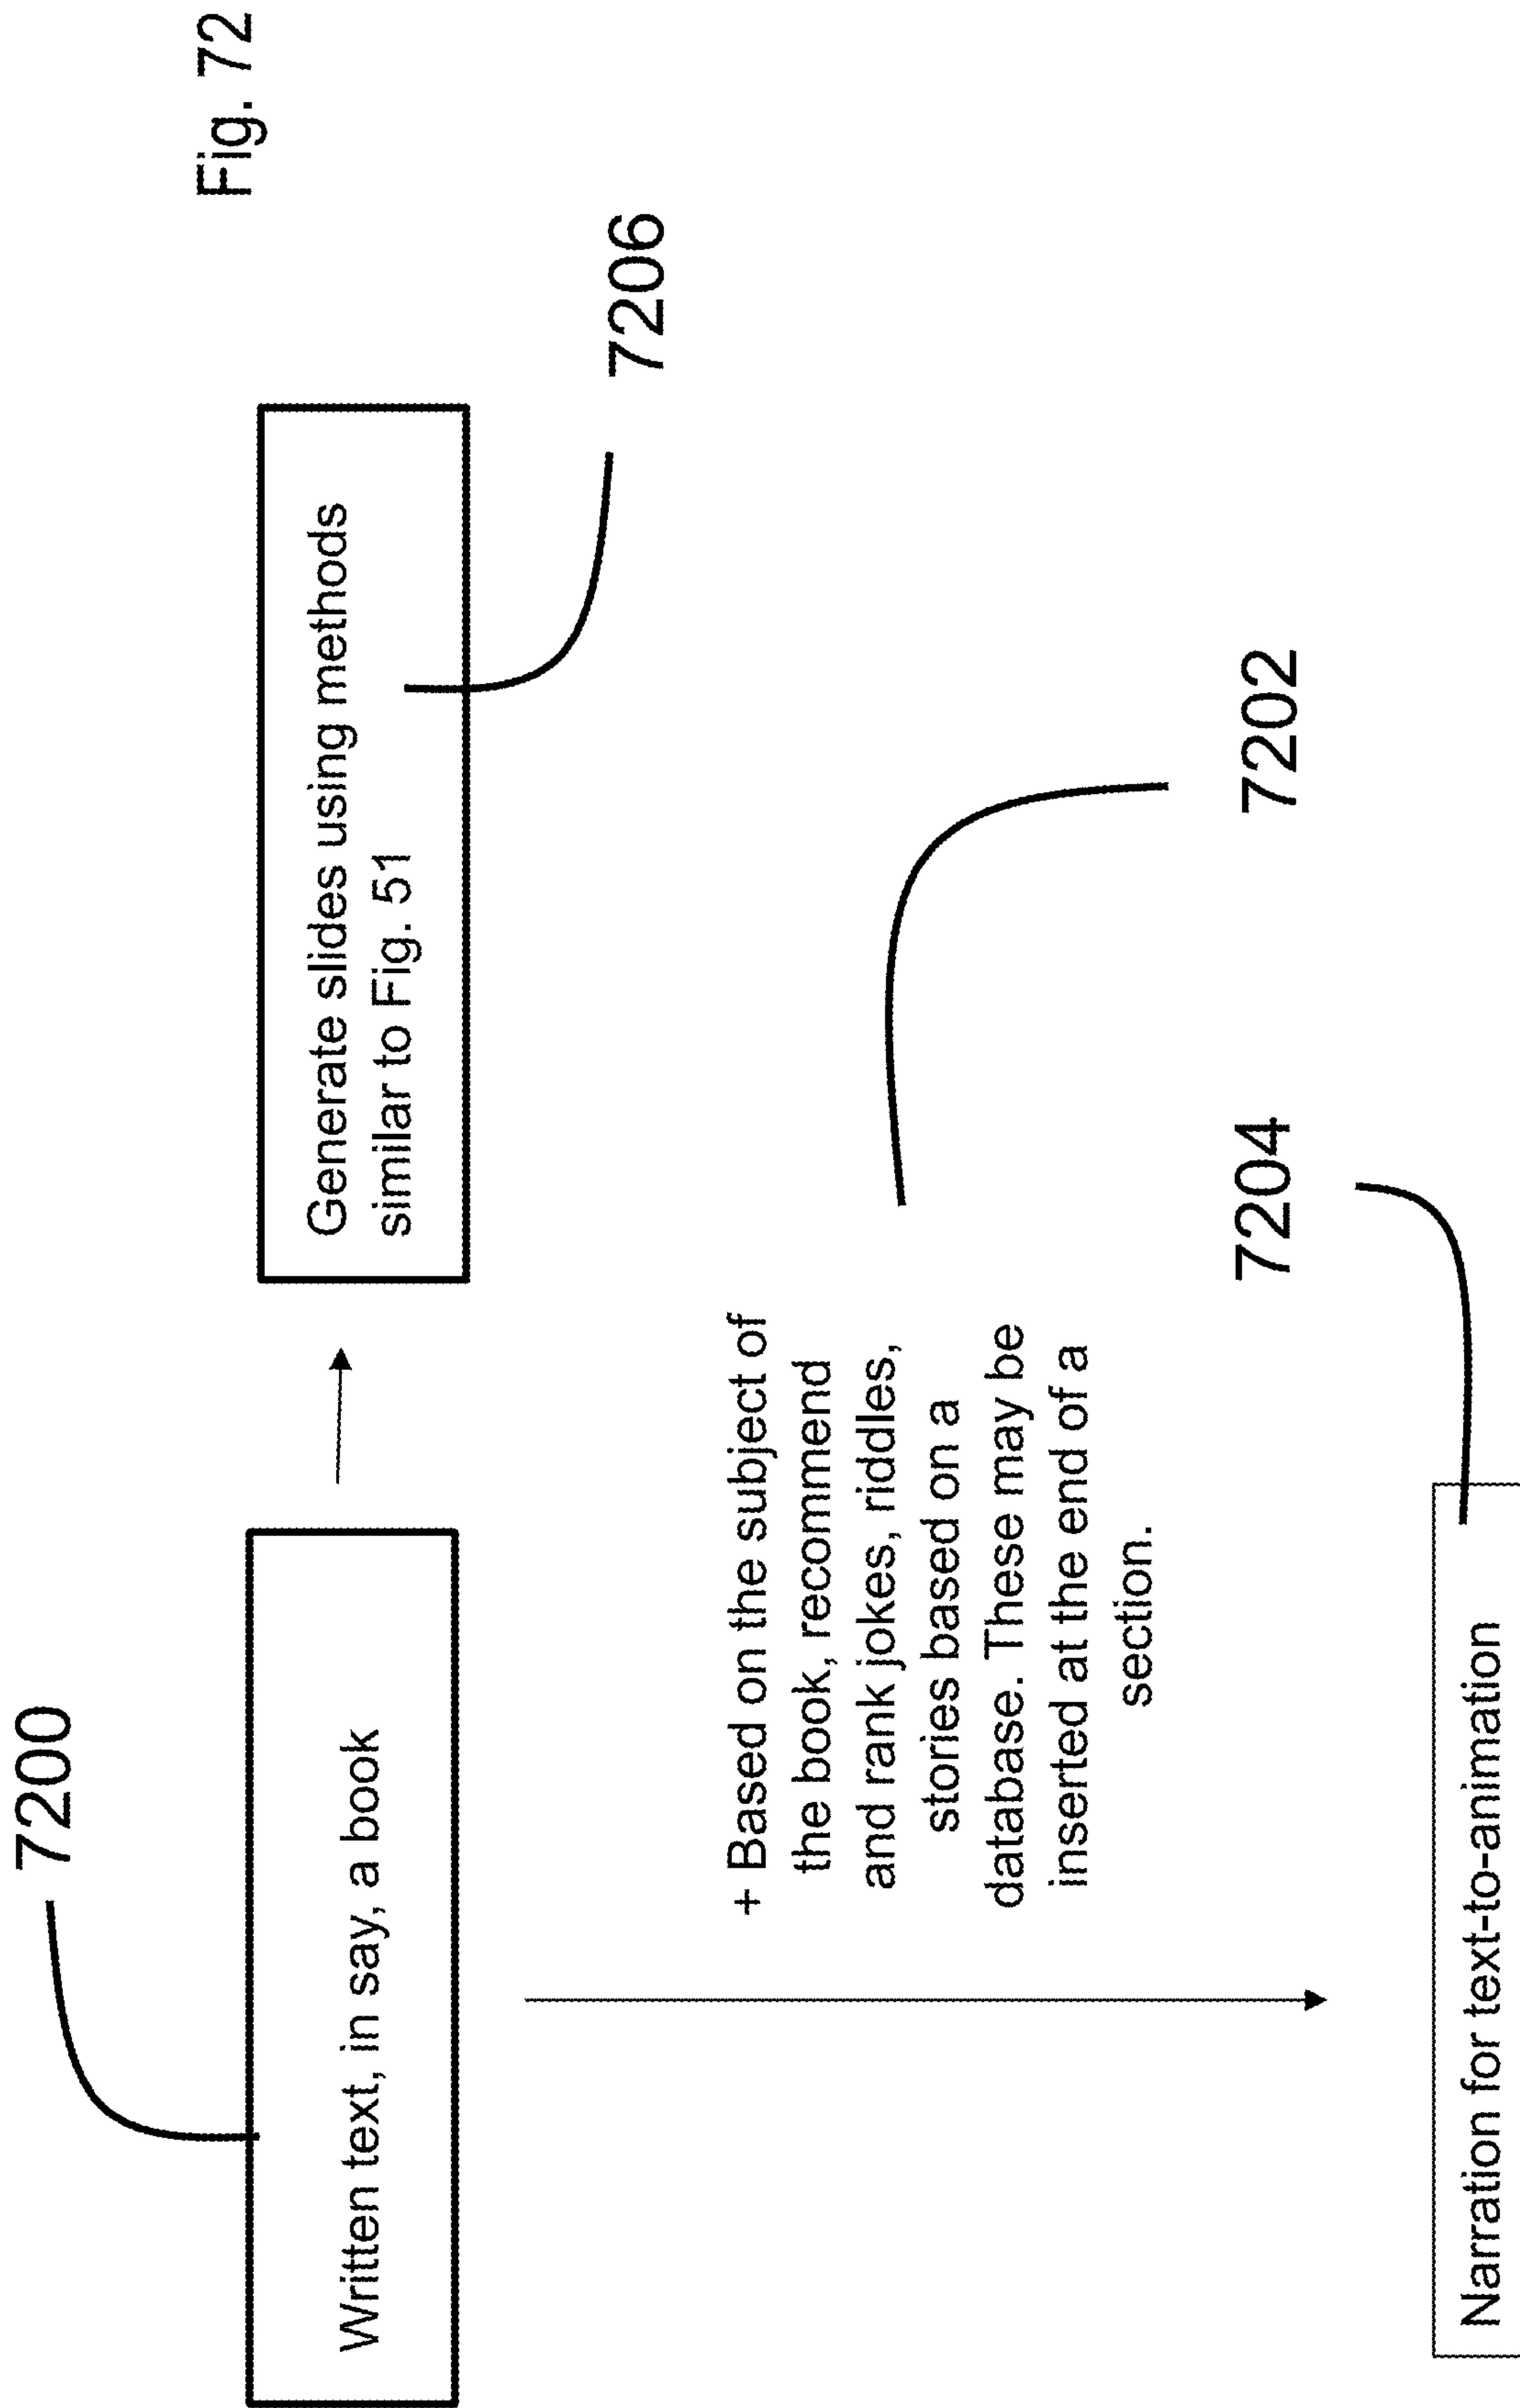 Fig. 72
7200
Written text, in say, a book
Generate slides using methods
similar to Fig. 51
7206
+ Based on the subject of
the book, recommend
and rank jokes, riddles,
stories based on a
database. These may be
inserted at the end of a
section.
7202
7204
Narration for text-to-animation